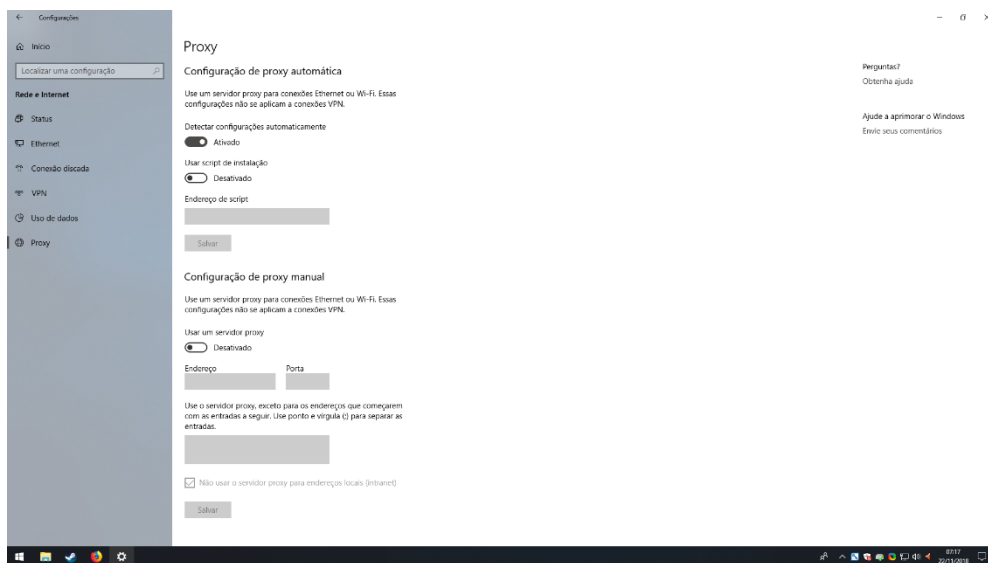 Configurações
Início
Localizar uma configuração
Rede e Internet
Status
Ethernet
Conexão discada
VPN
Uso de dados
Proxy
Proxy
Configuração de proxy automática
Use um servidor proxy para conexões Ethernet ou Wi-Fi. Essas
configurações não se aplicam a conexões VPN.
Detectar configurações automaticamente
Ativado
Usar script de instalação
Desativado
Endereço de script
Salvar
Configuração de proxy manual
Use um servidor proxy para conexões Ethernet ou Wi-Fi. Essas
configurações não se aplicam a conexões VPN.
Usar um servidor proxy
Desativado
Endereço Porta
Use o servidor proxy, exceto para os endereços que começarem
com as entradas a seguir. Use ponto e vírgula (;) para separar as
entradas.
Não usar o servidor proxy para endereços locais (intranet)
Salvar
Perguntas?
Obtenha ajuda
Ajude a aprimorar o Windows
Envie seus comentários
07:17
22/11/2018